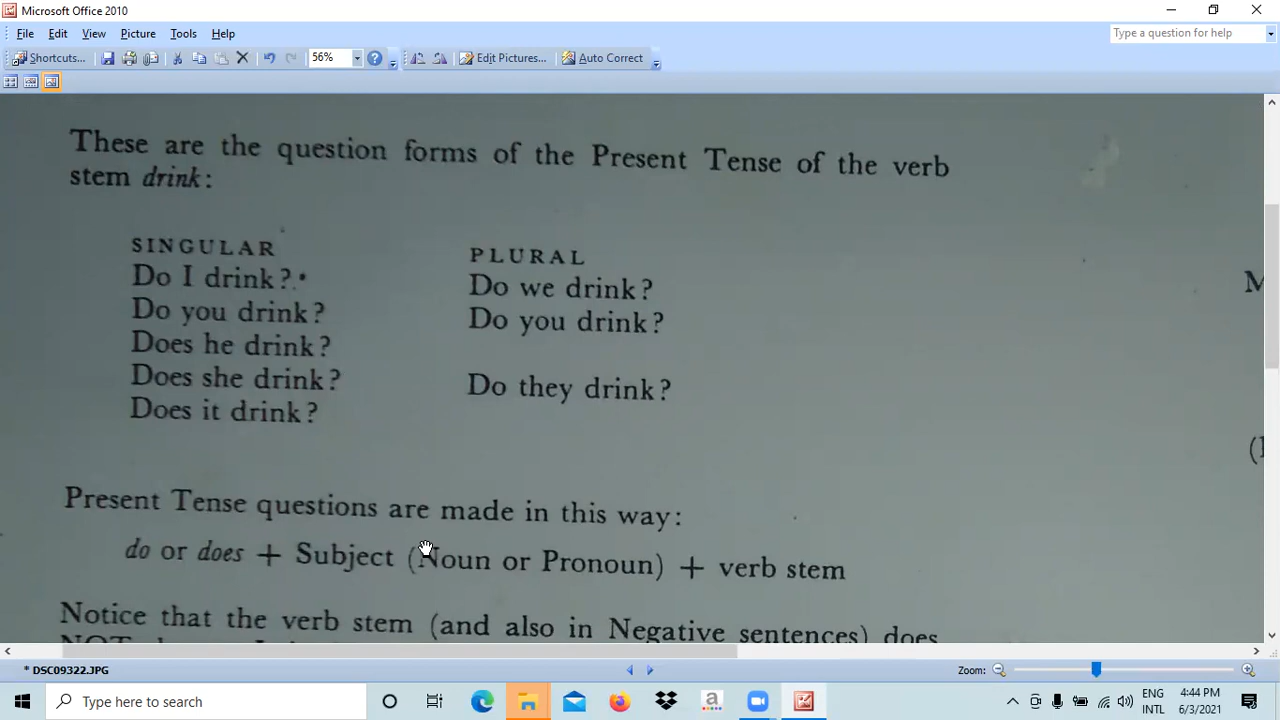 Microsoft Office 2010
File Edit View Picture Tools Help
Type a question for help
Shortcuts... 56% Edit Pictures... Auto Correct
These are the question forms of the Present Tense of the verb
stem drink:
SINGULAR
Do I drink?
Do you drink?
Does he drink?
Does she drink?
Does it drink?
PLURAL
Do we drink?
Do you drink?
Do they drink?
Present Tense questions are made in this way:
do or does + Subject (Noun or Pronoun) + verb stem
Notice that the verb stem (and also in Negative sentences) does
NOT
* DSC09322.JPG
Zoom:
Type here to search
ENG
INTL
4:44 PM
6/3/2021